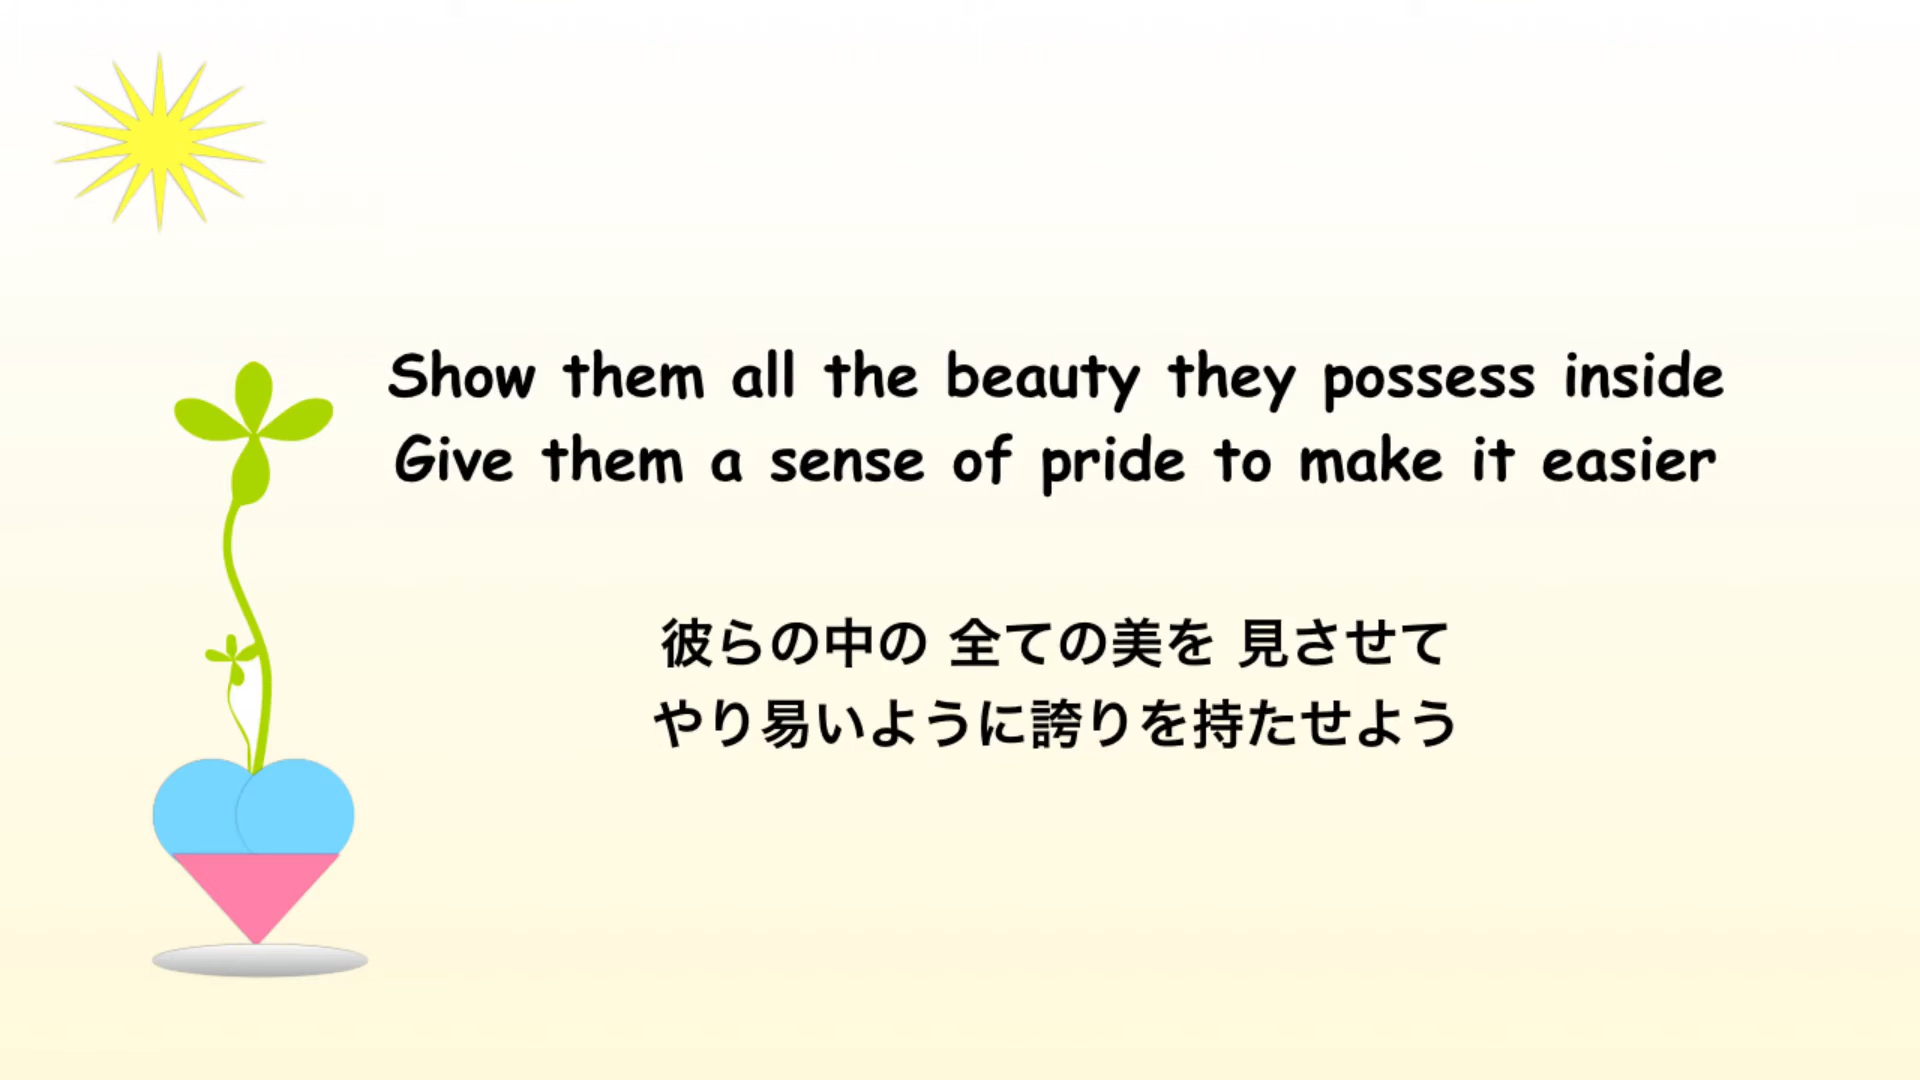 Show them all the beauty they possess inside
Give them a sense of pride to make it easier
彼らの中の 全ての美を 見させて
やり易いように誇りを持たせよう